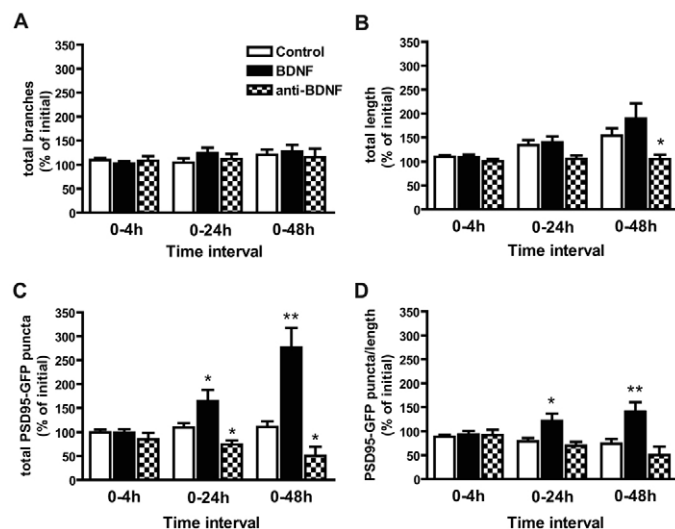 A
total branches
(% of initial)
350
300
250
200
150
100
50
0
0-4h
0-24h
0-48h
Time interval
Control
BDNF
anti-BDNF
B
total length
(% of initial)
350
300
250
200
150
100
50
0
*
0-4h
0-24h
0-48h
Time interval
C
total PSD95-GFP puncta
(% of initial)
350
300
250
200
150
100
50
0
*
*
**
*
0-4h
0-24h
0-48h
Time interval
D
PSD95-GFP puncta/length
(% of initial)
350
300
250
200
150
100
50
0
*
**
0-4h
0-24h
0-48h
Time interval